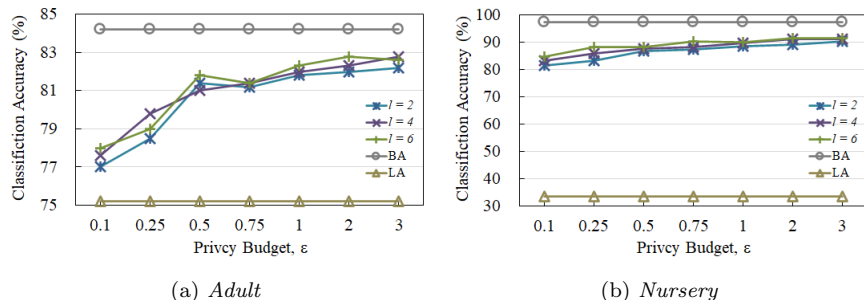 85
83
81
79
77
75
Classifiction Accuracy (%)
l = 2
l = 4
l = 6
BA
LA
0.1 0.25 0.5 0.75 1 2 3
Privcy Budget, ε
(a) Adult
100
90
80
70
60
50
40
30
Classifiction Accuracy (%)
l = 2
l = 4
l = 6
BA
LA
0.1 0.25 0.5 0.75 1 2 3
Privcy Budget, ε
(b) Nursery